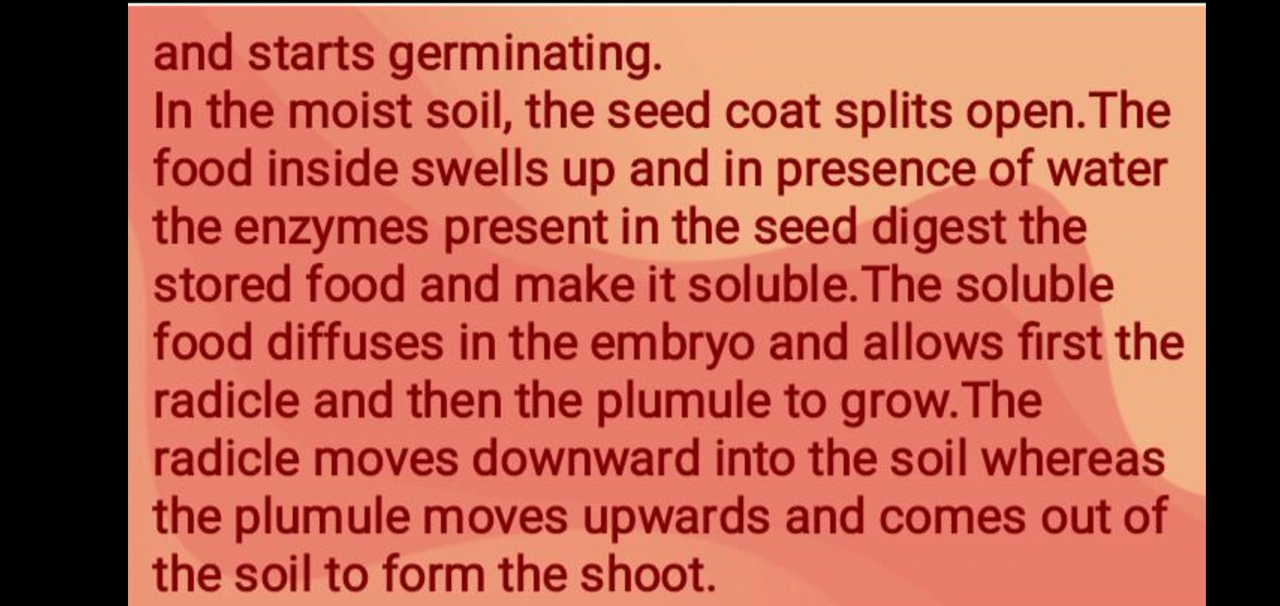 and starts germinating.
In the moist soil, the seed coat splits open.The
food inside swells up and in presence of water
the enzymes present in the seed digest the
stored food and make it soluble.The soluble
food diffuses in the embryo and allows first the
radicle and then the plumule to grow.The
radicle moves downward into the soil whereas
the plumule moves upwards and comes out of
the soil to form the shoot.